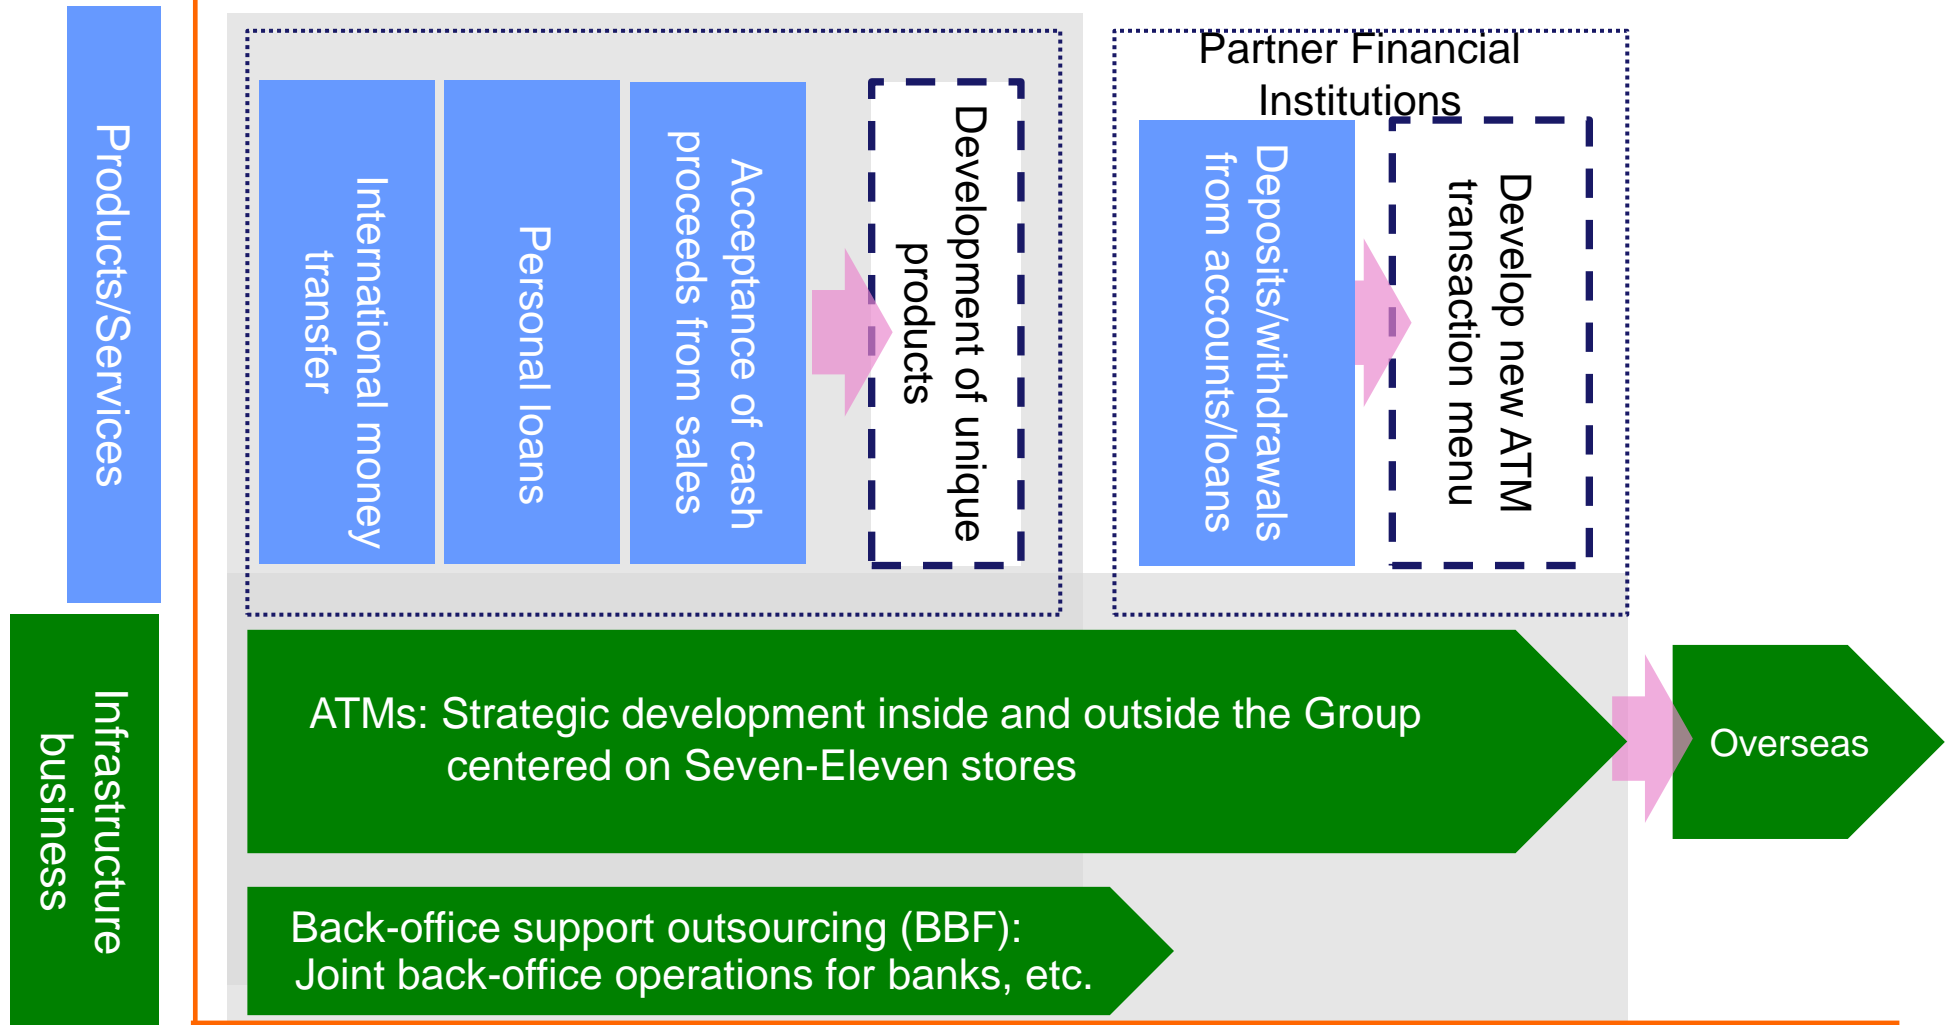 Products/Services
International money
transfer
Personal loans
Acceptance of cash
proceeds from sales
Development of unique
products
Partner Financial
Institutions
Deposits/withdrawals
from accounts/loans
Develop new ATM
transaction menu
Infrastructure
business
ATMs: Strategic development inside and outside the Group
centered on Seven-Eleven stores
Overseas
Back-office support outsourcing (BBF):
Joint back-office operations for banks, etc.